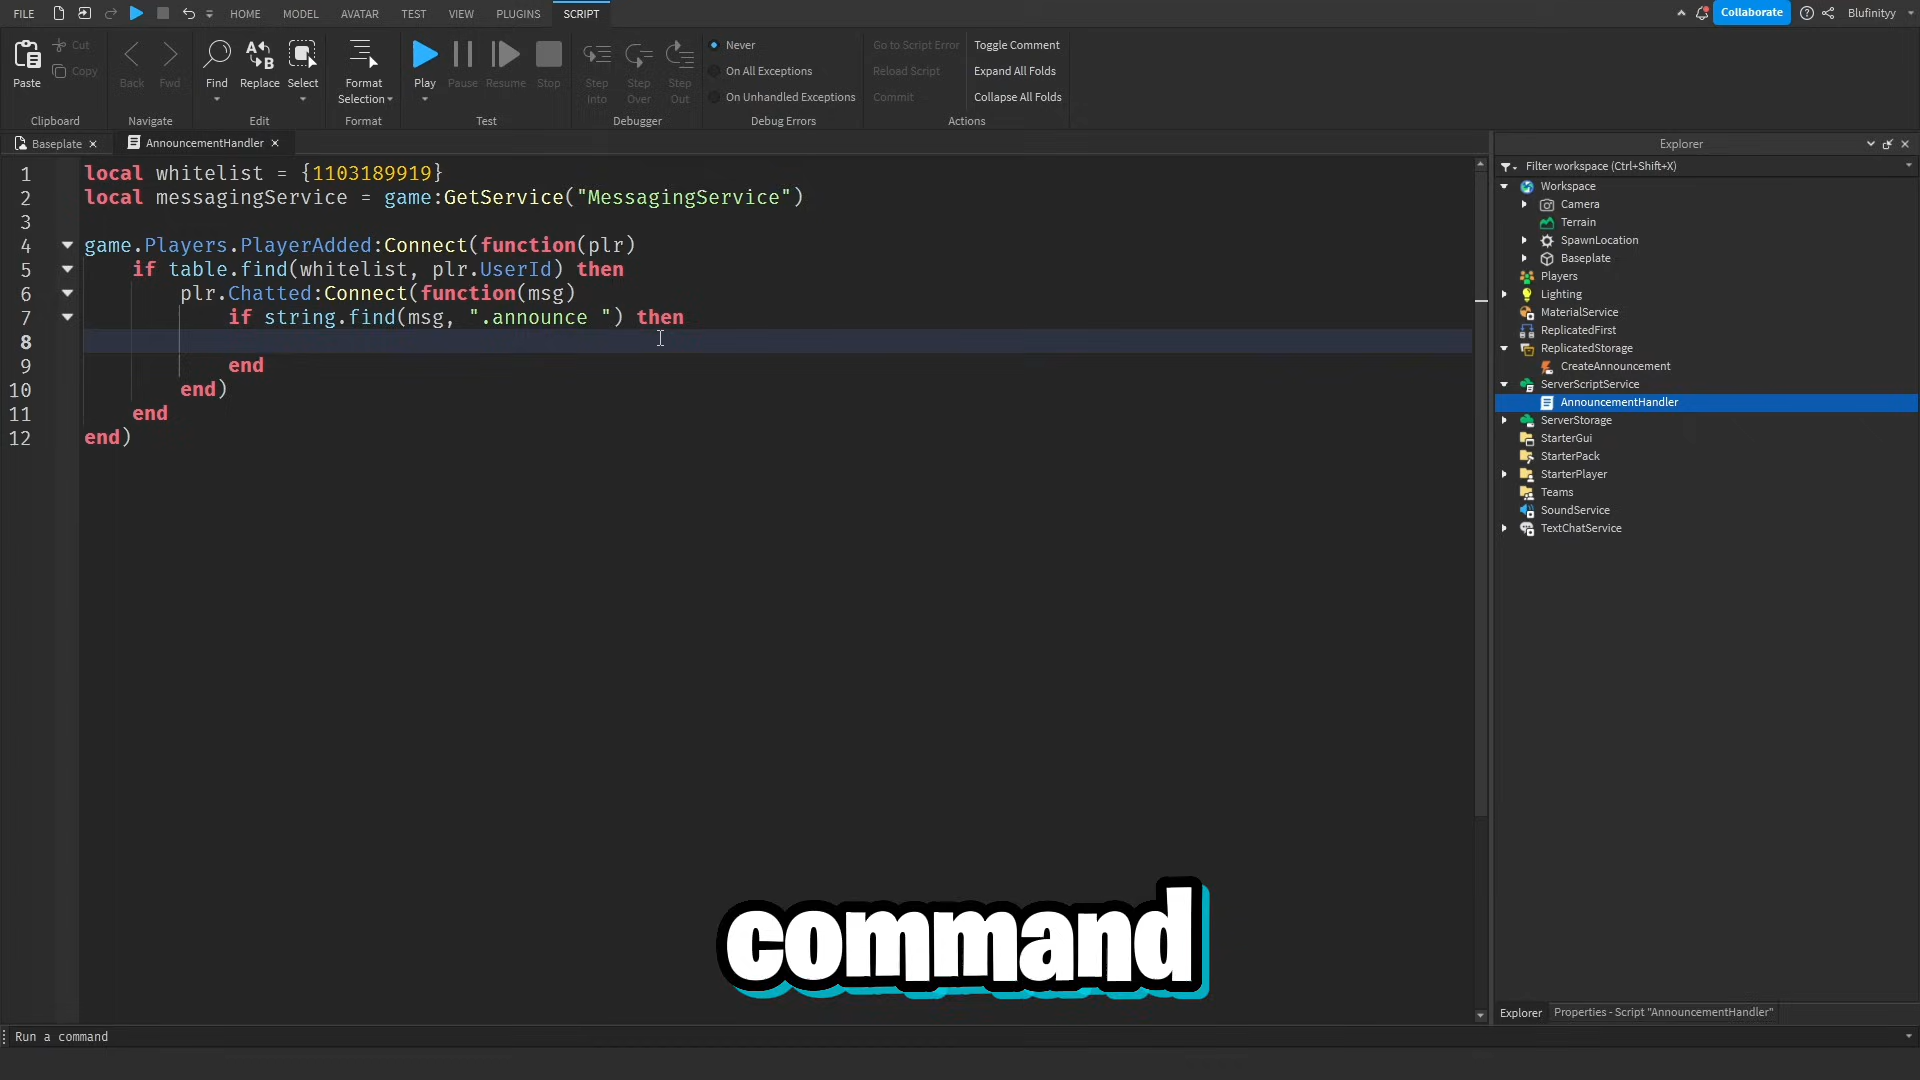 FILE HOME MODEL AVATAR TEST VIEW PLUGINS SCRIPT Collaborate Blufinityy
Paste Cut Copy
Clipboard
Back Fwd
Navigate
Find Replace Select
Edit
Format Selection
Format
Play Pause Resume Stop
Test
Step Into Step Over Step Out
Debugger
Never
On All Exceptions
On Unhandled Exceptions
Debug Errors
Go to Script Error Toggle Comment
Reload Script Expand All Folds
Commit Collapse All Folds
Actions
Baseplate AnnouncementHandler
1 local whitelist = {1103189919}
2 local messagingService = game:GetService("MessagingService")
3
4 game.Players.PlayerAdded:Connect(function(plr)
5 if table.find(whitelist, plr.UserId) then
6 plr.Chatted:Connect(function(msg)
7 if string.find(msg, ".announce ") then
8
9 end
10 end)
11 end
12 end)
command
Explorer
Filter workspace (Ctrl+Shift+X)
Workspace
Camera
Terrain
SpawnLocation
Baseplate
Players
Lighting
MaterialService
ReplicatedFirst
ReplicatedStorage
CreateAnnouncement
ServerScriptService
AnnouncementHandler
ServerStorage
StarterGui
StarterPack
StarterPlayer
Teams
SoundService
TextChatService
Explorer Properties - Script "AnnouncementHandler"
Run a command